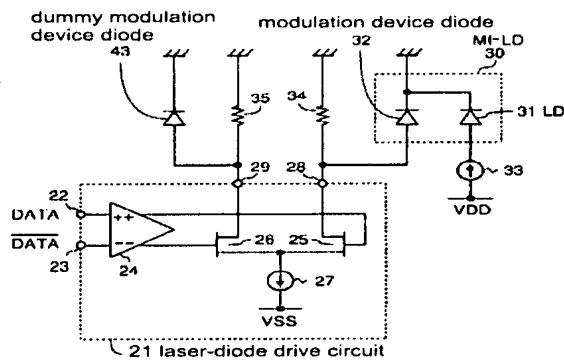 dummy modulation
device diode
43
modulation device diode
32
MI-LD
30
35
34
31 LD
33
VDD
29
28
DATA
22
++
DATA
--
23
24
26
25
27
VSS
21 laser-diode drive circuit